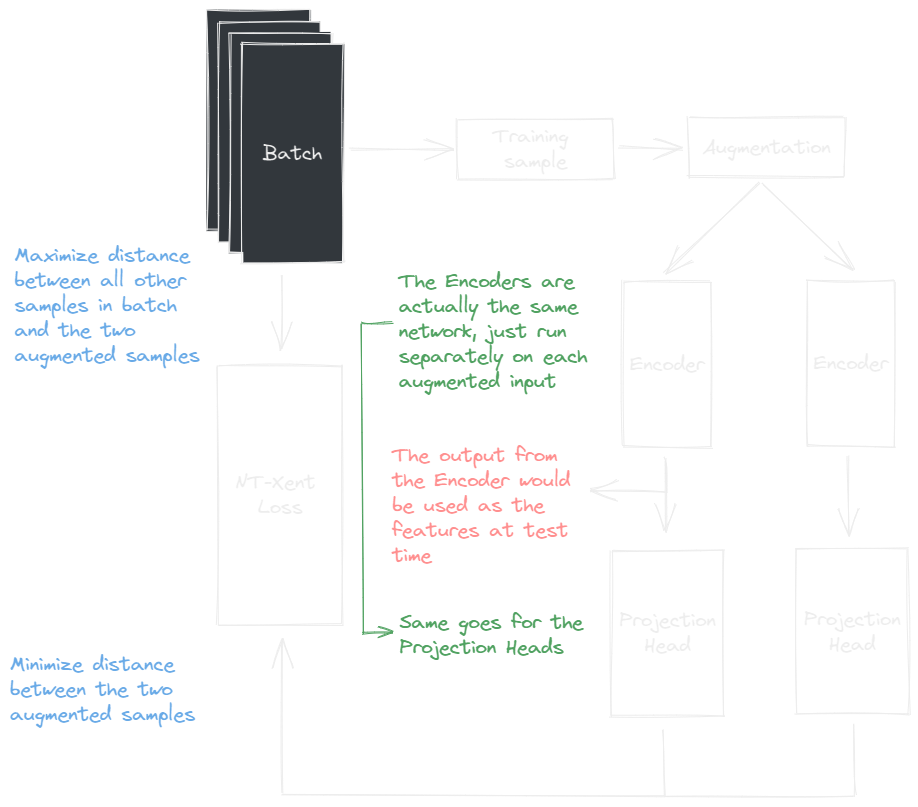 Batch
Training
sample
Augmentation
Maximize distance
between all other
samples in batch
and the two
augmented samples
The Encoders are
actually the same
network, just run
separately on each
augmented input
Encoder
Encoder
NT-Xent
Loss
The output from
the Encoder would
be used as the
features at test
time
Same goes for the
Projection Heads
Projection
Head
Projection
Head
Minimize distance
between the two
augmented samples